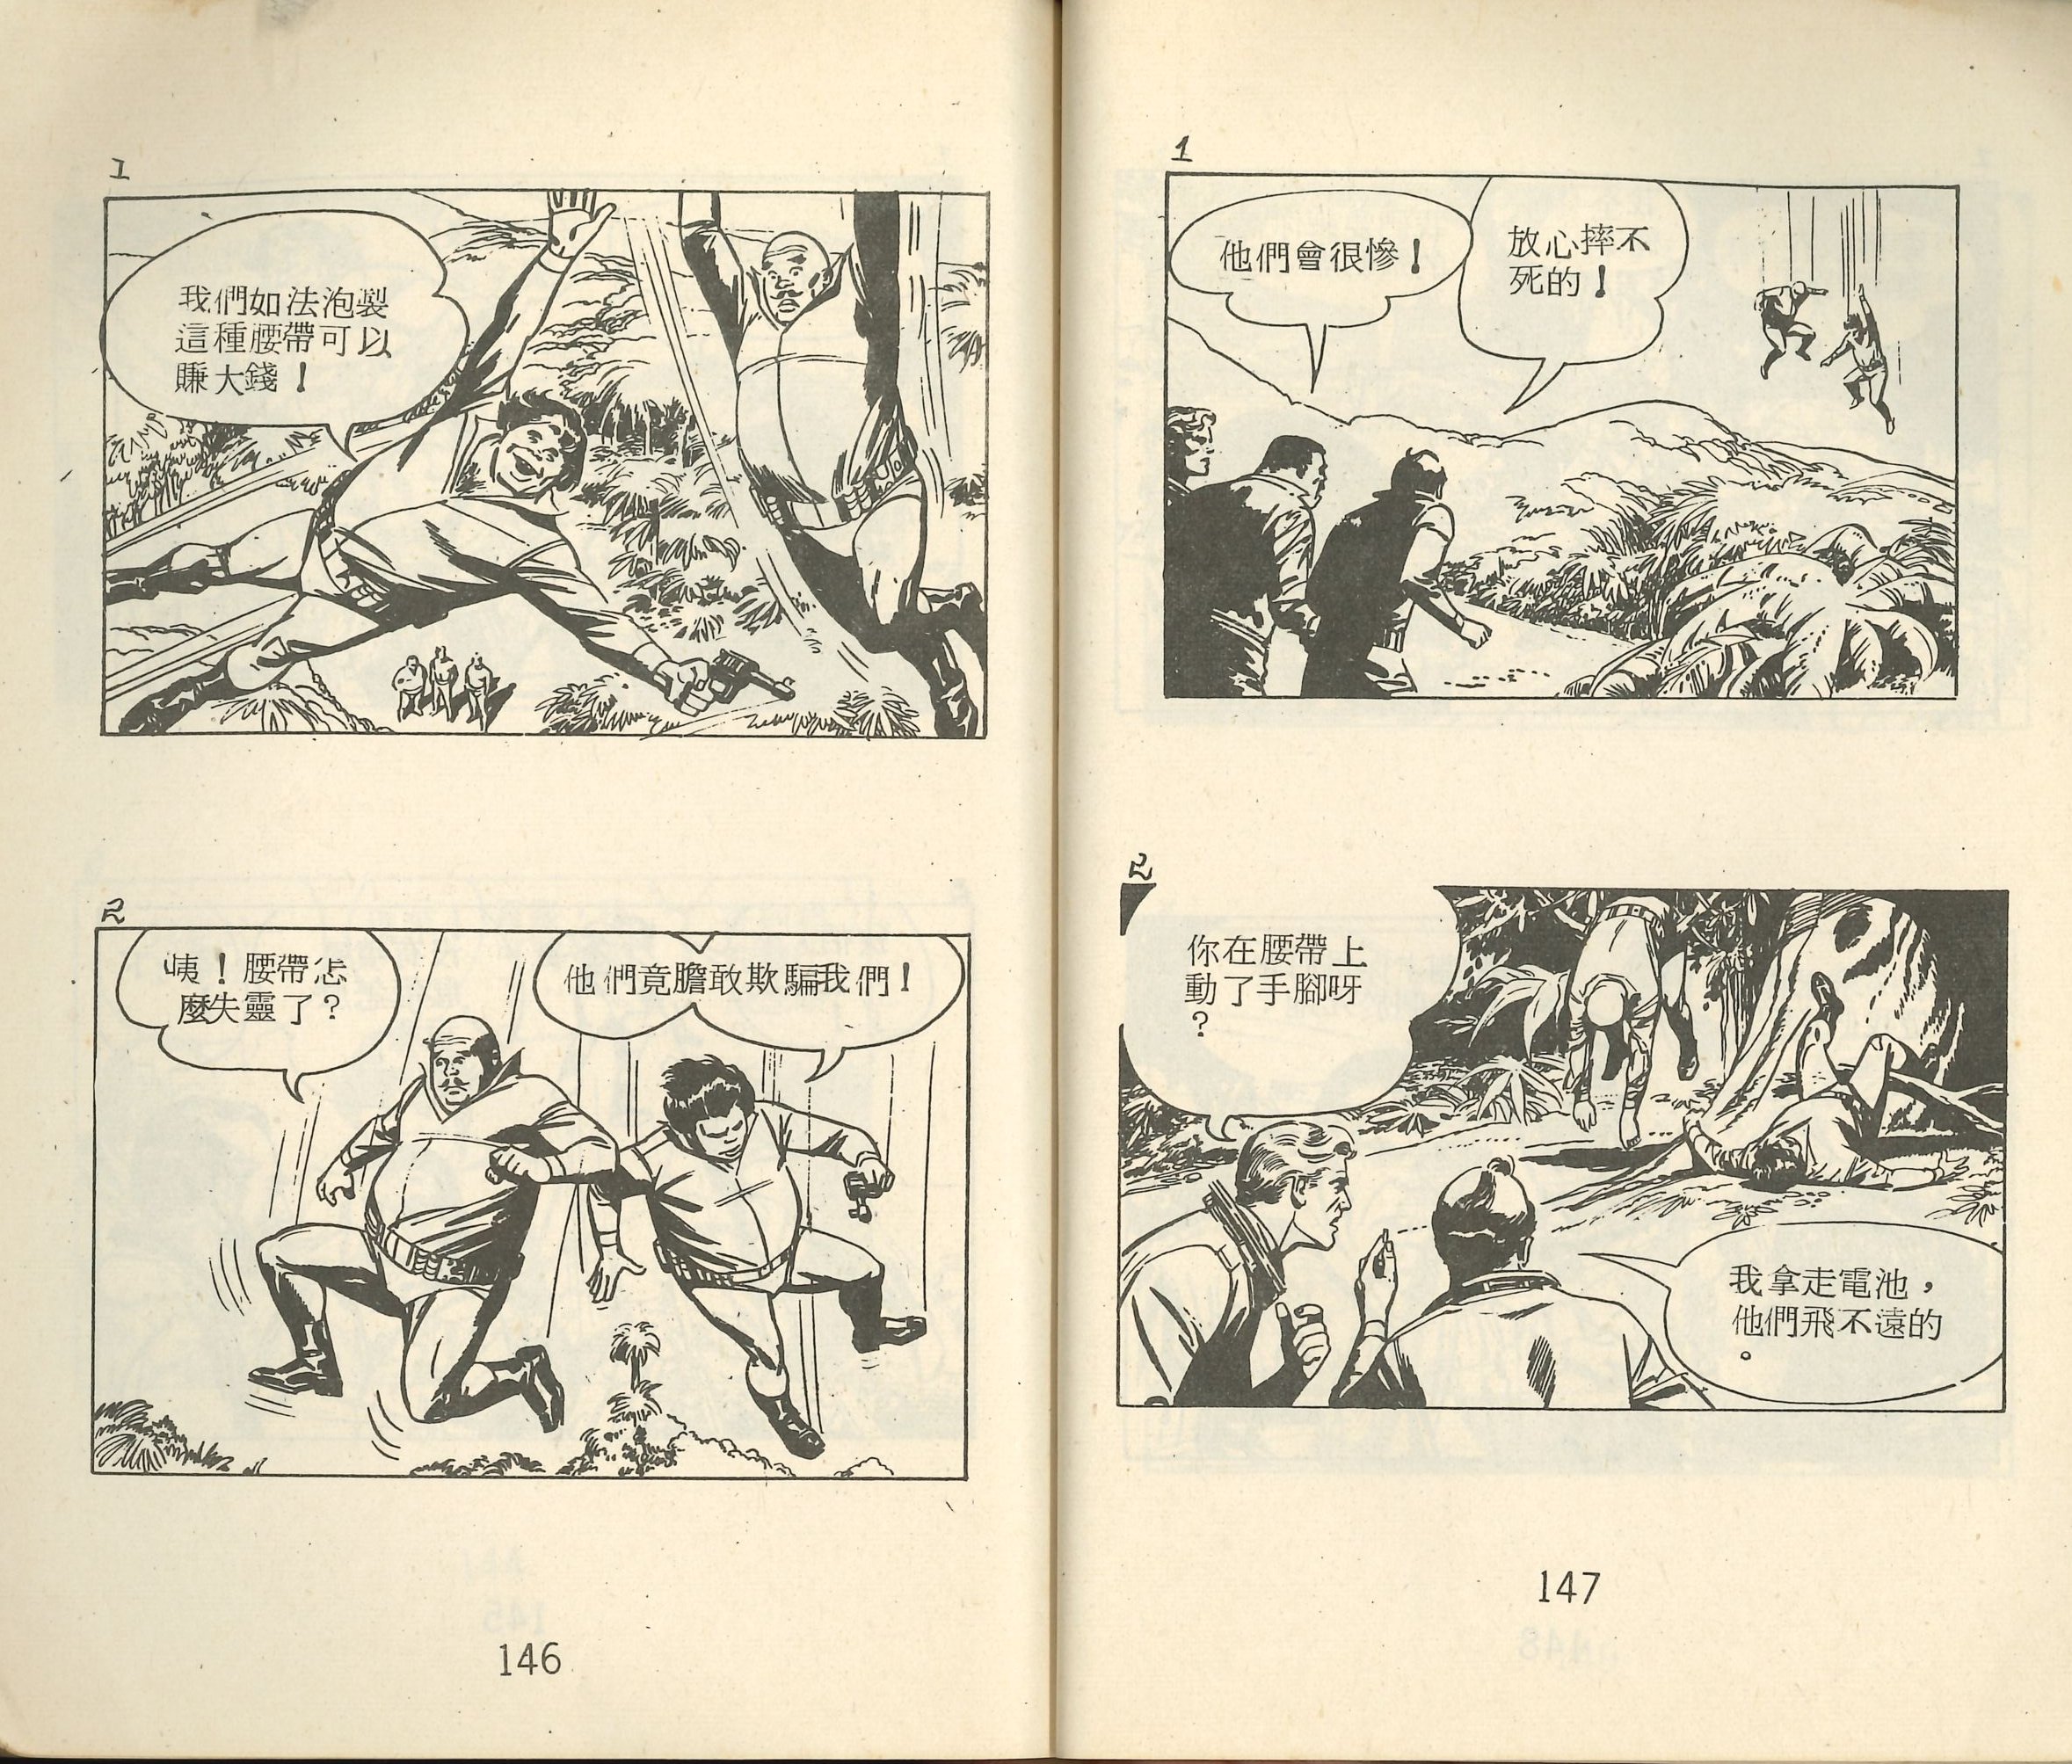 1
我們如法泡製
這種腰帶可以
賺大錢！
2
咦！腰帶怎
麼失靈了？
他們竟膽敢欺騙我們！
146
1
他們會很慘！
放心摔不
死的！
2
你在腰帶上
動了手腳呀
？
我拿走電池，
他們飛不遠的
。
147